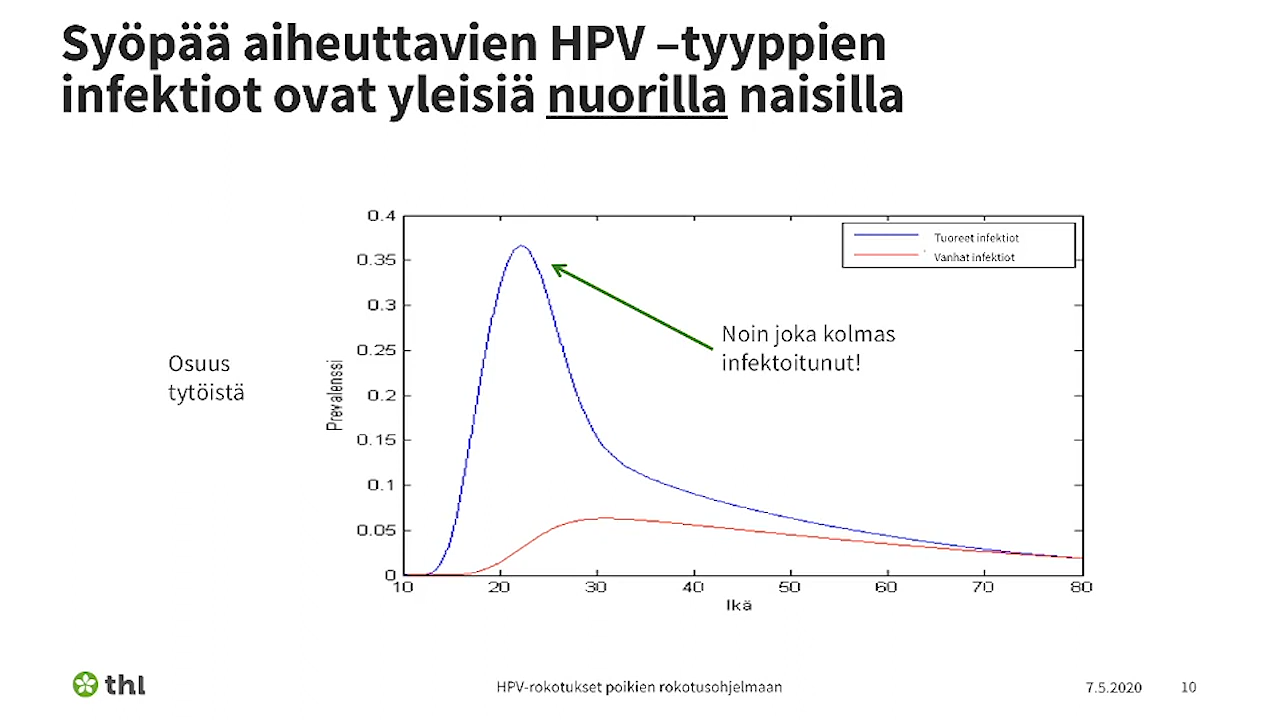 Syöpää aiheuttavien HPV –tyyppien
infektiot ovat yleisiä nuorilla naisilla
Osuus
tytöistä
Prevalenssi
0.4
0.35
0.3
0.25
0.2
0.15
0.1
0.05
0
10
20
30
40
50
60
70
80
Ikä
Tuoreet infektiot
Vanhat infektiot
Noin joka kolmas
infektoitunut!
thl
HPV-rokotukset poikien rokotusohjelmaan
7.5.2020
10